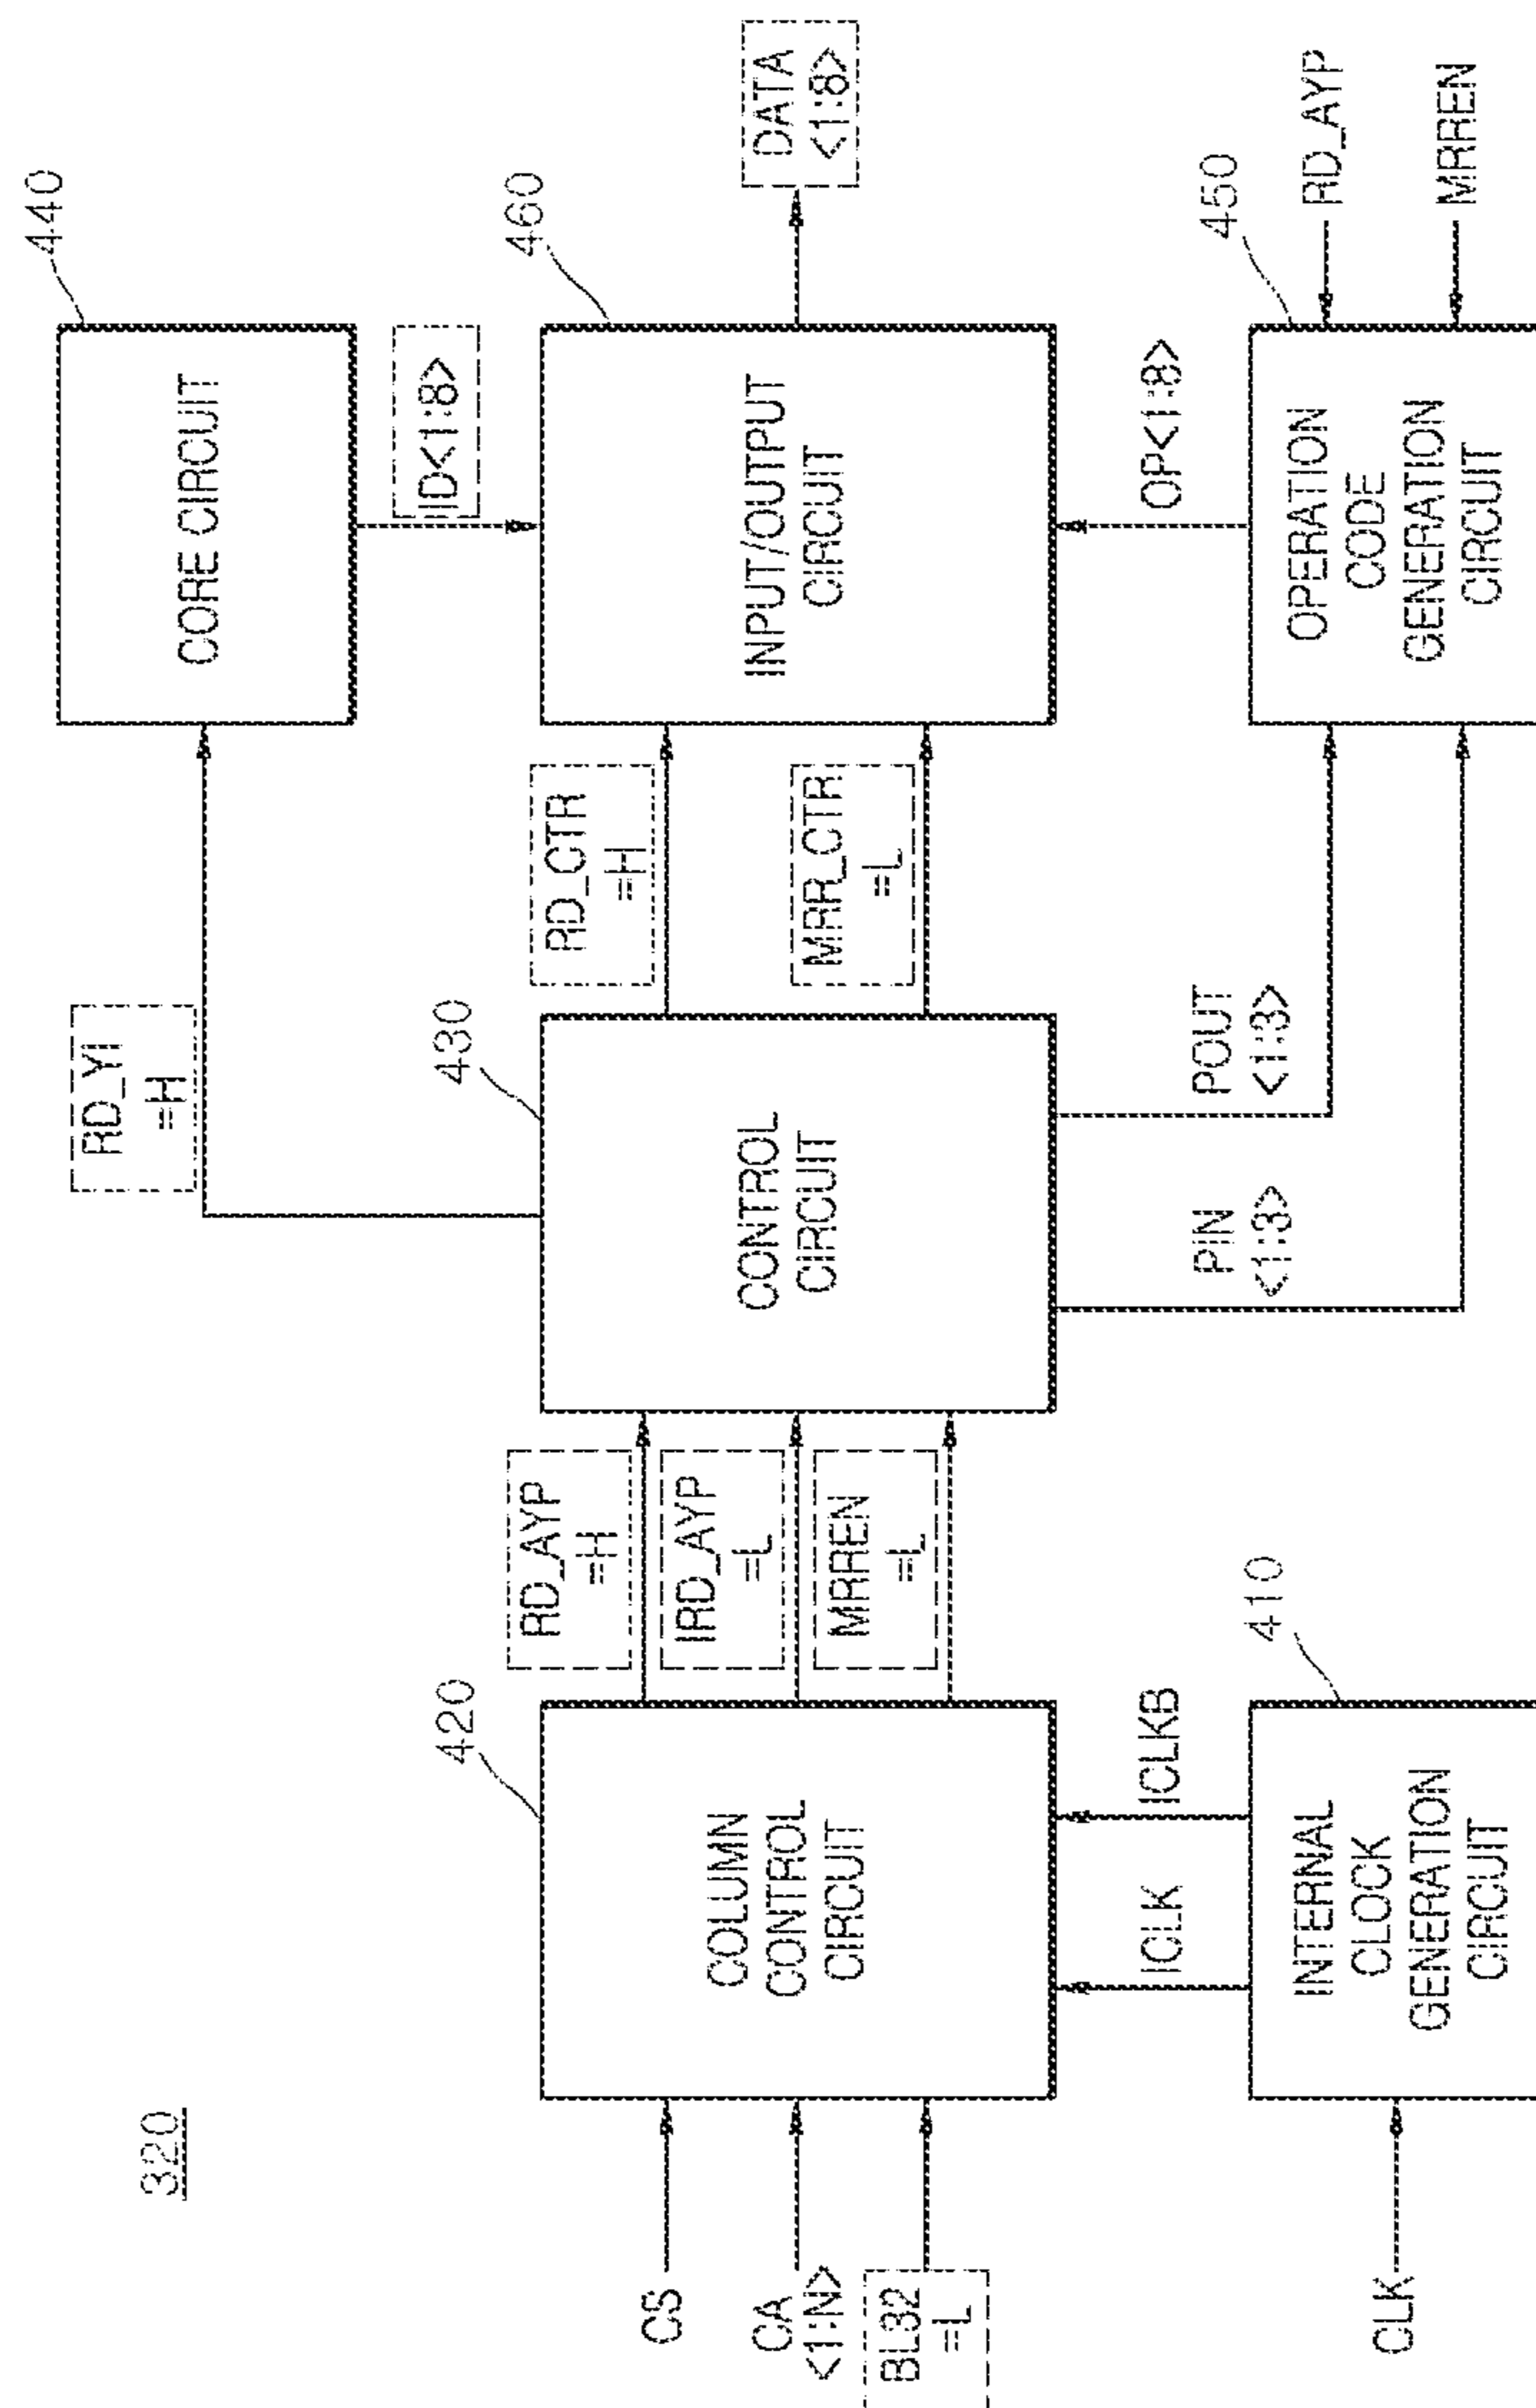 320
440
CORE CIRCUIT
RD_YI
=H
ID<1:8>
420
430
460
CS
CA
<1:N>
BL32
=L
COLUMN
CONTROL
CIRCUIT
RD_AYP
=H
IRD_AYP
=L
MRREN
=L
CONTROL
CIRCUIT
RD_CTR
=H
MRR_CTR
=L
INPUT/OUTPUT
CIRCUIT
DATA
<1:8>
ICLK
ICLKB
PIN
<1:3>
POUT
<1:3>
OP<1:8>
410
450
CLK
INTERNAL
CLOCK
GENERATION
CIRCUIT
OPERATION
CODE
GENERATION
CIRCUIT
RD_AYP
MRREN